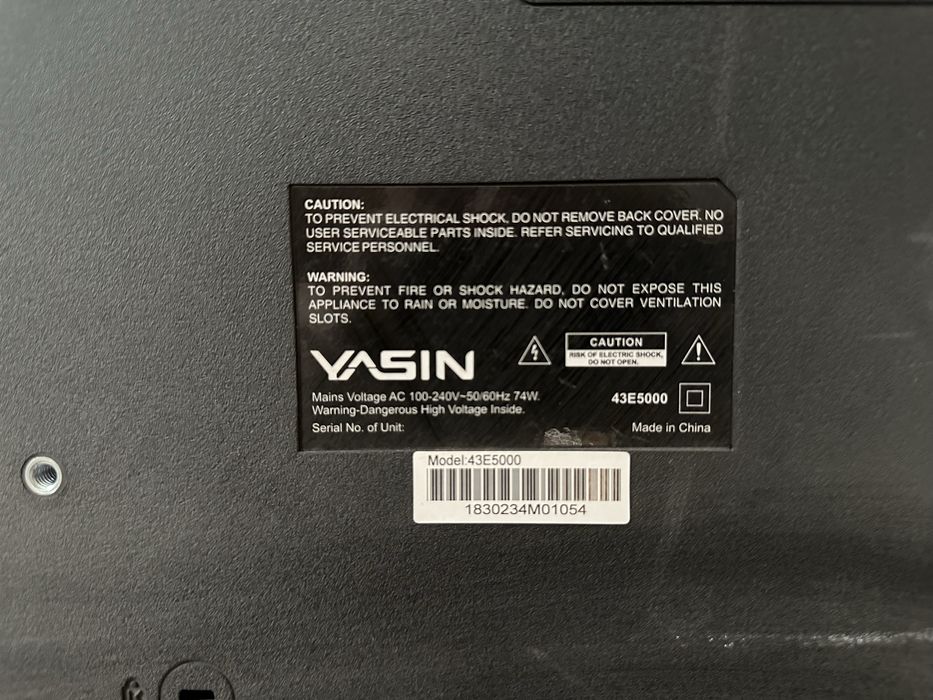 CAUTION:
TO PREVENT ELECTRICAL SHOCK, DO NOT REMOVE BACK COVER. NO
USER SERVICEABLE PARTS INSIDE. REFER SERVICING TO QUALIFIED
SERVICE PERSONNEL.
WARNING:
TO PREVENT FIRE OR SHOCK HAZARD, DO NOT EXPOSE THIS
APPLIANCE TO RAIN OR MOISTURE. DO NOT COVER VENTILATION
SLOTS.
YASIN
CAUTION
RISK OF ELECTRIC SHOCK,
DO NOT OPEN.
Mains Voltage AC 100-240V~50/60Hz 74W.
Warning-Dangerous High Voltage Inside.
43E5000
Serial No. of Unit:
Made in China
Model:43E5000
1830234M01054